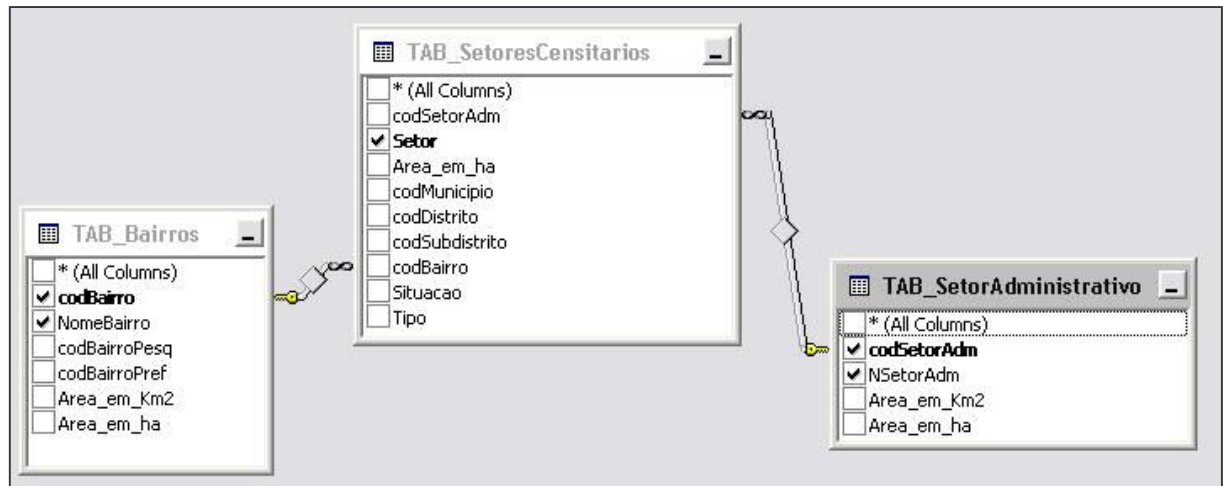 TAB_SetoresCensitarios
* (All Columns)
codSetorAdm
Setor
Area_em_ha
codMunicipio
codDistrito
codSubdistrito
codBairro
Situacao
Tipo
TAB_Bairros
* (All Columns)
codBairro
NomeBairro
codBairroPesq
codBairroPref
Area_em_Km2
Area_em_ha
TAB_SetorAdministrativo
* (All Columns)
codSetorAdm
NSetorAdm
Area_em_Km2
Area_em_ha